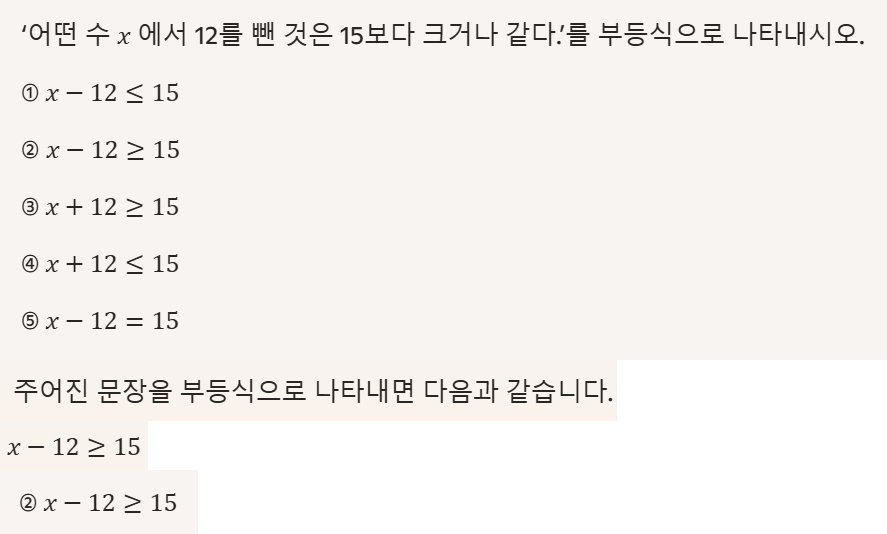 ‘어떤 수 x 에서 12를 뺀 것은 15보다 크거나 같다.’를 부등식으로 나타내시오.
① x − 12 ≤ 15
② x − 12 ≥ 15
③ x + 12 ≥ 15
④ x + 12 ≤ 15
⑤ x − 12 = 15
주어진 문장을 부등식으로 나타내면 다음과 같습니다.
x − 12 ≥ 15
② x − 12 ≥ 15